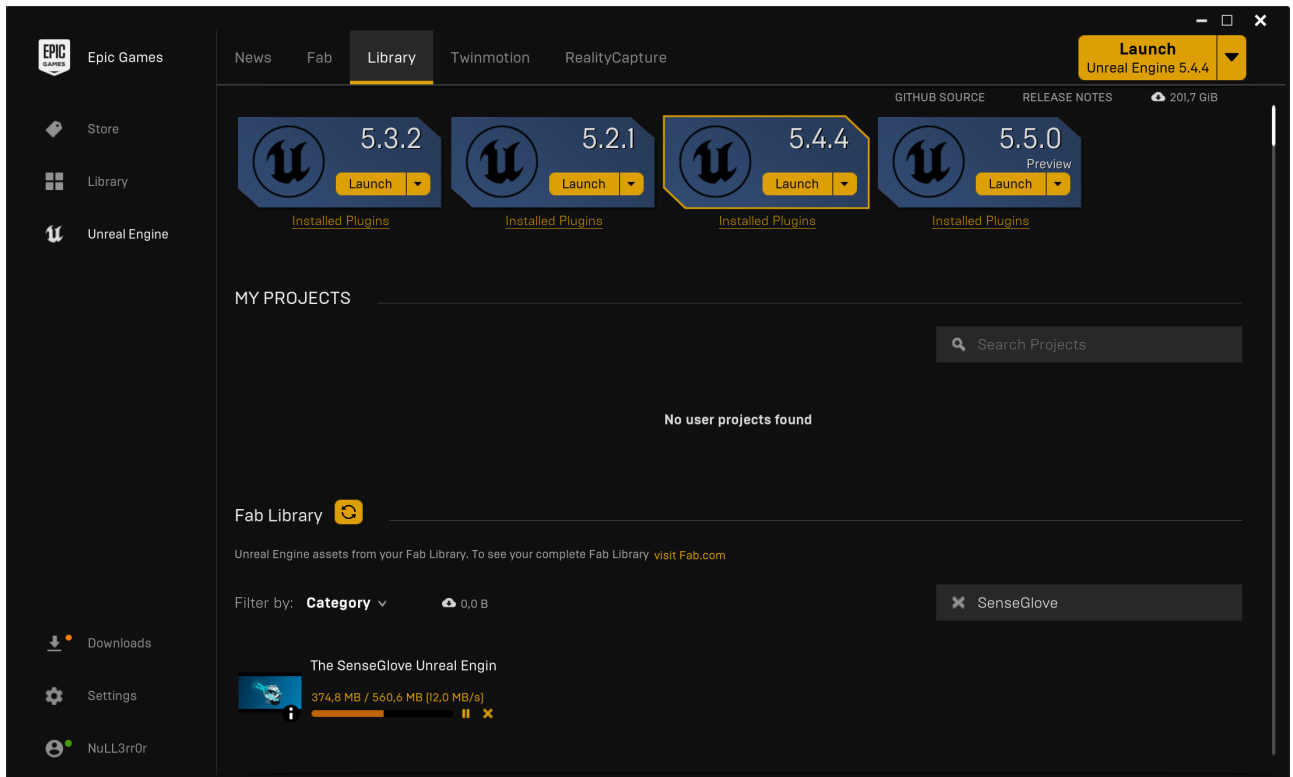 EPIC
GAMES
Epic Games
News
Fab
Library
Twinmotion
RealityCapture
Launch
Unreal Engine 5.4.4
GITHUB SOURCE
RELEASE NOTES
201,7 GiB
Store
Library
Unreal Engine
5.3.2
Launch
Installed Plugins
5.2.1
Launch
Installed Plugins
5.4.4
Launch
Installed Plugins
5.5.0
Preview
Launch
Installed Plugins
MY PROJECTS
Search Projects
No user projects found
Fab Library
Unreal Engine assets from your Fab Library. To see your complete Fab Library visit Fab.com
Filter by: Category
0,0 B
SenseGlove
The SenseGlove Unreal Engin
374,8 MB / 560,6 MB (12,0 MB/s)
Downloads
Settings
NuLL3rr0r